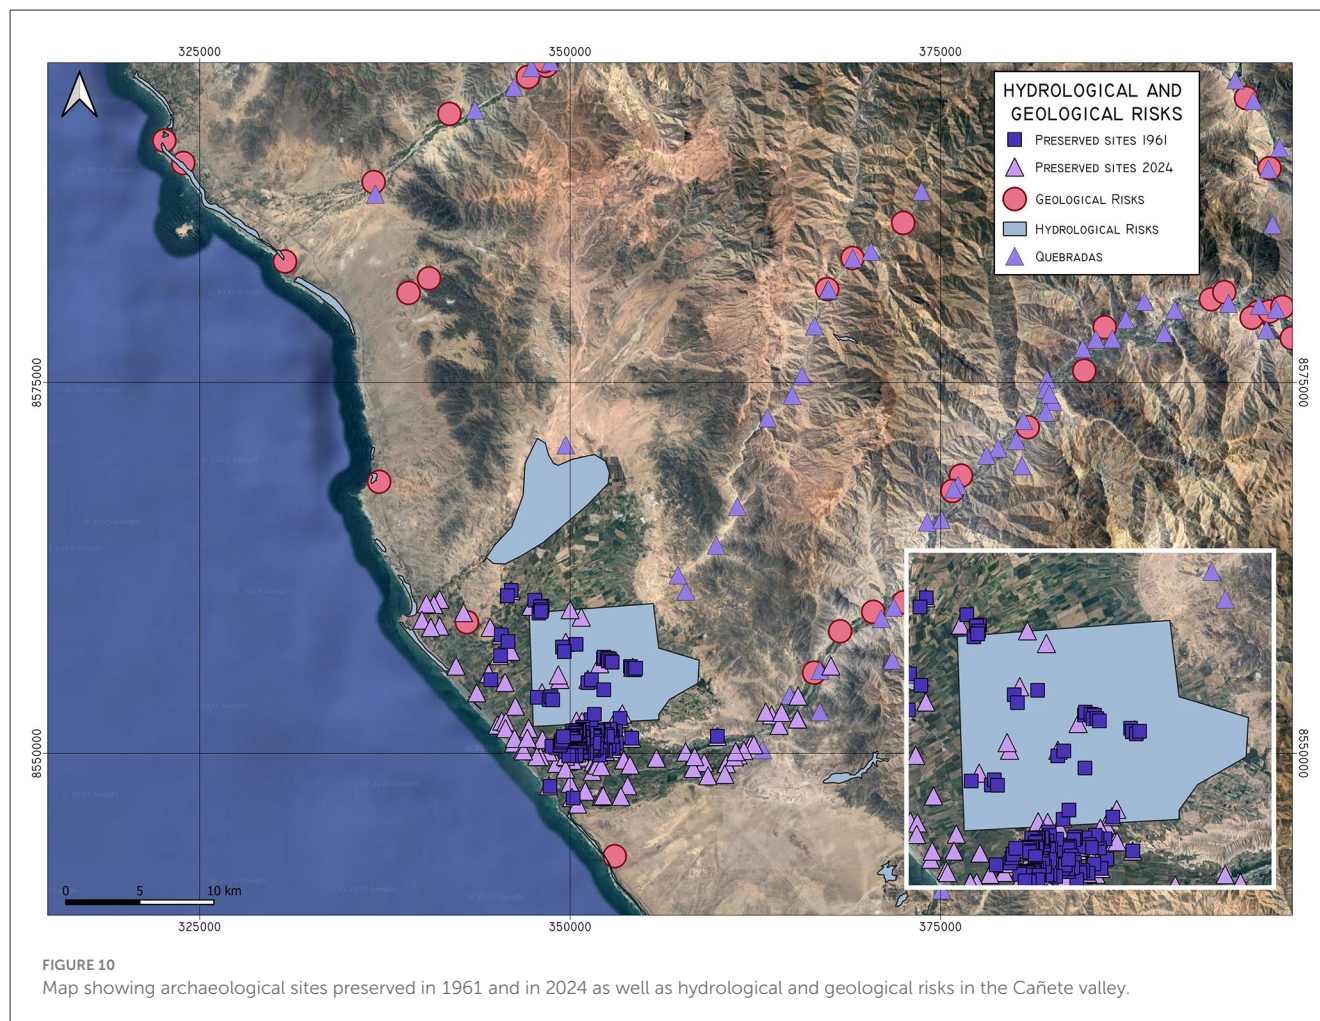 325000 350000 375000
HYDROLOGICAL AND
GEOLOGICAL RISKS
PRESERVED SITES 1961
PRESERVED SITES 2024
GEOLOGICAL RISKS
HYDROLOGICAL RISKS
QUEBRADAS
8575000 8575000
8550000 8550000
0 5 10 km
325000 350000 375000
FIGURE 10
Map showing archaeological sites preserved in 1961 and in 2024 as well as hydrological and geological risks in the Cañete valley.